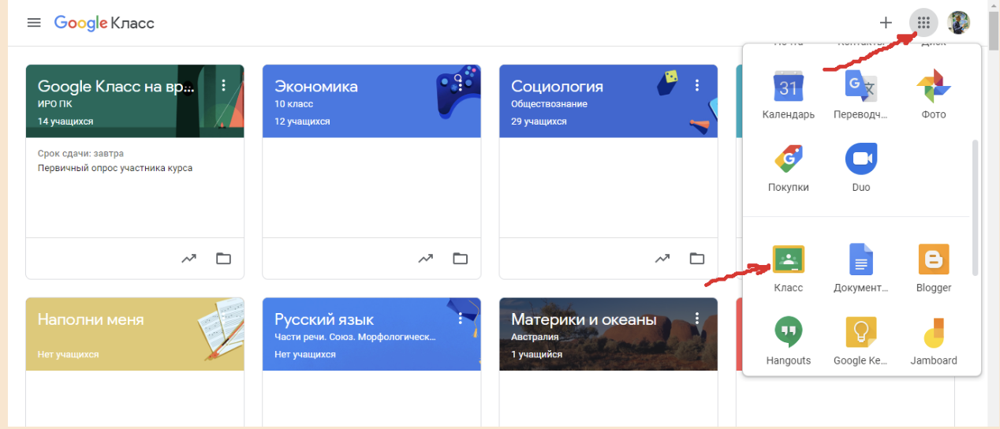 Google Класс
Google Класс на вр...
ИРО ПК
14 учащихся
Срок сдачи: завтра
Первичный опрос участника курса
Экономика
10 класс
12 учащихся
Социология
Обществознание
29 учащихся
Наполни меня
Нет учащихся
Русский язык
Части речи. Союз. Морфологическ...
Нет учащихся
Материки и океаны
Австралия
1 учащийся
Почта Контакты Диск
31
Календарь Переводч... Фото
Покупки Duo
Класс Документ... Blogger
Hangouts Google Ke... Jamboard